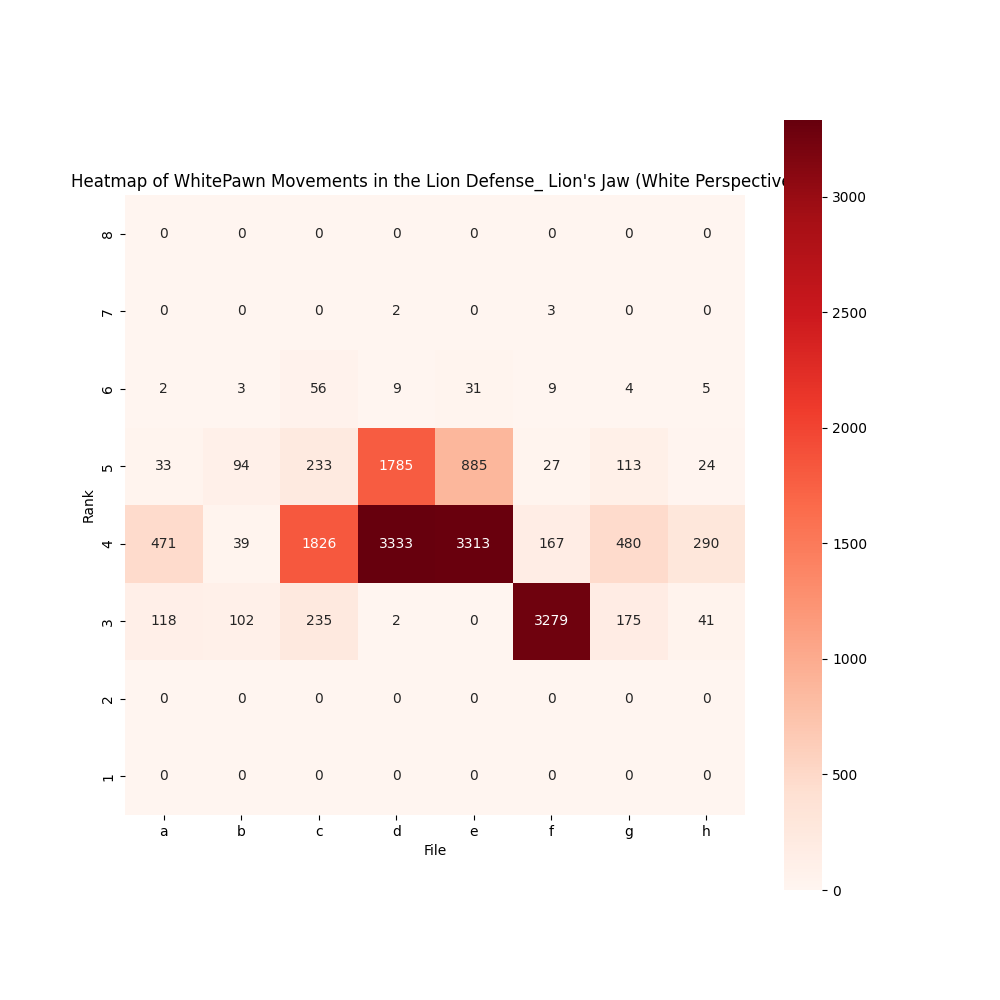 Heatmap of WhitePawn Movements in the Lion Defense_ Lion's Jaw (White Perspective
8 0 0 0 0 0 0 0 0
7 0 0 0 2 0 3 0 0
6 2 3 56 9 31 9 4 5
5 33 94 233 1785 885 27 113 24
Rank
4 471 39 1826 3333 3313 167 480 290
3 118 102 235 2 0 3279 175 41
2 0 0 0 0 0 0 0 0
1 0 0 0 0 0 0 0 0
a b c d e f g h
File
3000
2500
2000
1500
1000
500
0